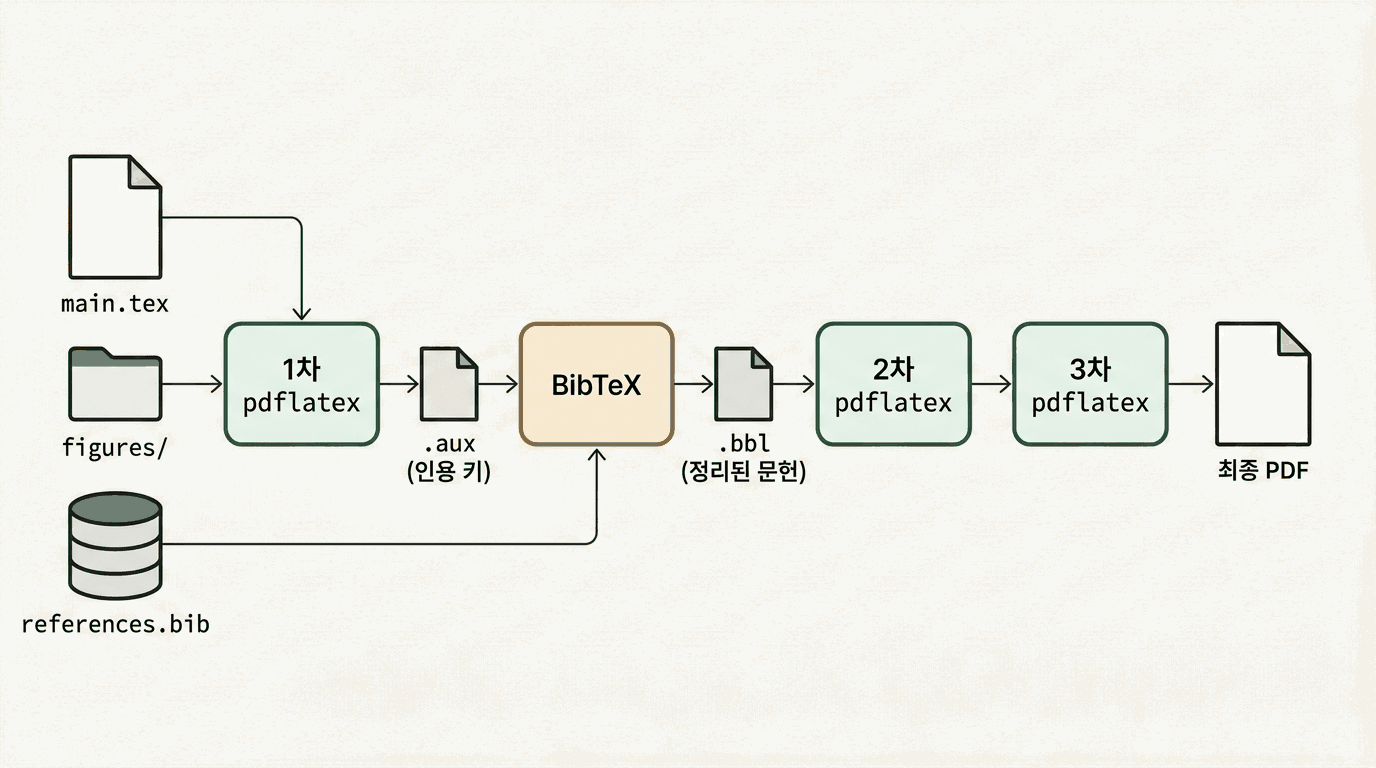 main.tex
figures/
references.bib
1차
pdflatex
.aux
(인용 키)
BibTeX
.bbl
(정리된 문헌)
2차
pdflatex
3차
pdflatex
최종 PDF